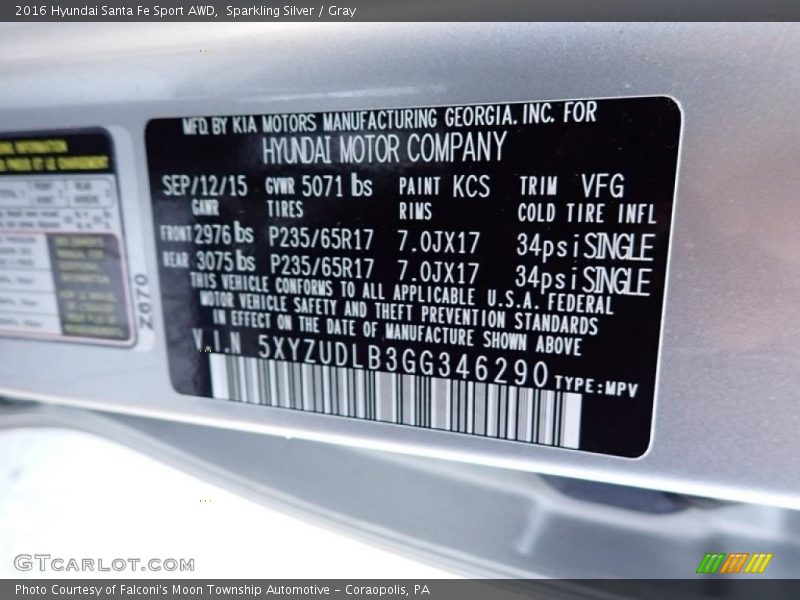 2016 Hyundai Santa Fe Sport AWD,  Sparkling Silver / Gray
MFD. BY KIA MOTORS MANUFACTURING GEORGIA. INC. FOR
HYUNDAI MOTOR COMPANY
SEP/12/15 GVWR 5071 lbs PAINT KCS TRIM VFG
GAWR TIRES RIMS COLD TIRE INFL
FRONT 2976 lbs P235/65R17 7.0JX17 34psi SINGLE
REAR 3075 lbs P235/65R17 7.0JX17 34psi SINGLE
THIS VEHICLE CONFORMS TO ALL APPLICABLE U.S.A. FEDERAL
MOTOR VEHICLE SAFETY AND THEFT PREVENTION STANDARDS
IN EFFECT ON THE DATE OF MANUFACTURE SHOWN ABOVE
V.I.N 5XYZUDLB3GG346290 TYPE:MPV
Z670
GTCARLOT.COM
Photo Courtesy of Falconi's Moon Township Automotive – Coraopolis, PA